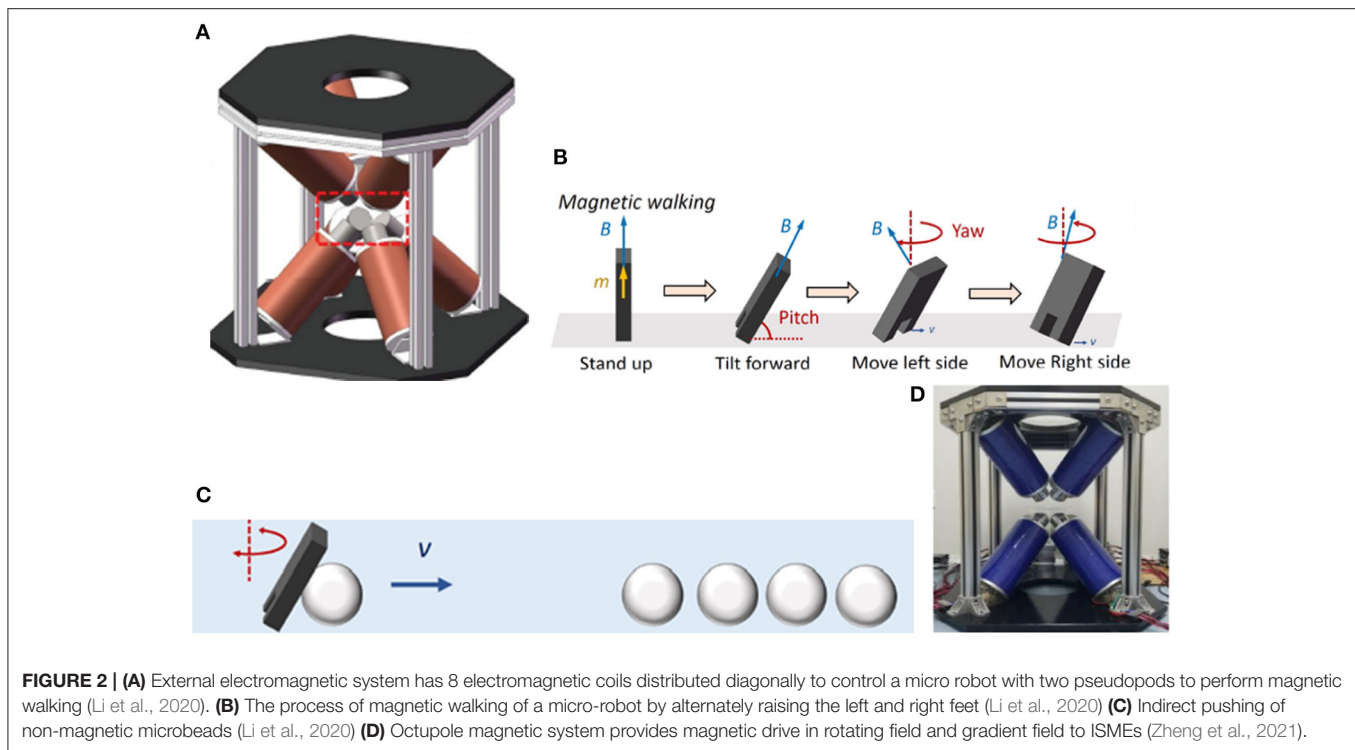 A
B
Magnetic walking
B
m
B
Pitch
B
Yaw
v
B
v
Stand up
Tilt forward
Move left side
Move Right side
D
C
v
FIGURE 2 | (A) External electromagnetic system has 8 electromagnetic coils distributed diagonally to control a micro robot with two pseudopods to perform magnetic
walking (Li et al., 2020). (B) The process of magnetic walking of a micro-robot by alternately raising the left and right feet (Li et al., 2020) (C) Indirect pushing of
non-magnetic microbeads (Li et al., 2020) (D) Octupole magnetic system provides magnetic drive in rotating field and gradient field to ISMEs (Zheng et al., 2021).